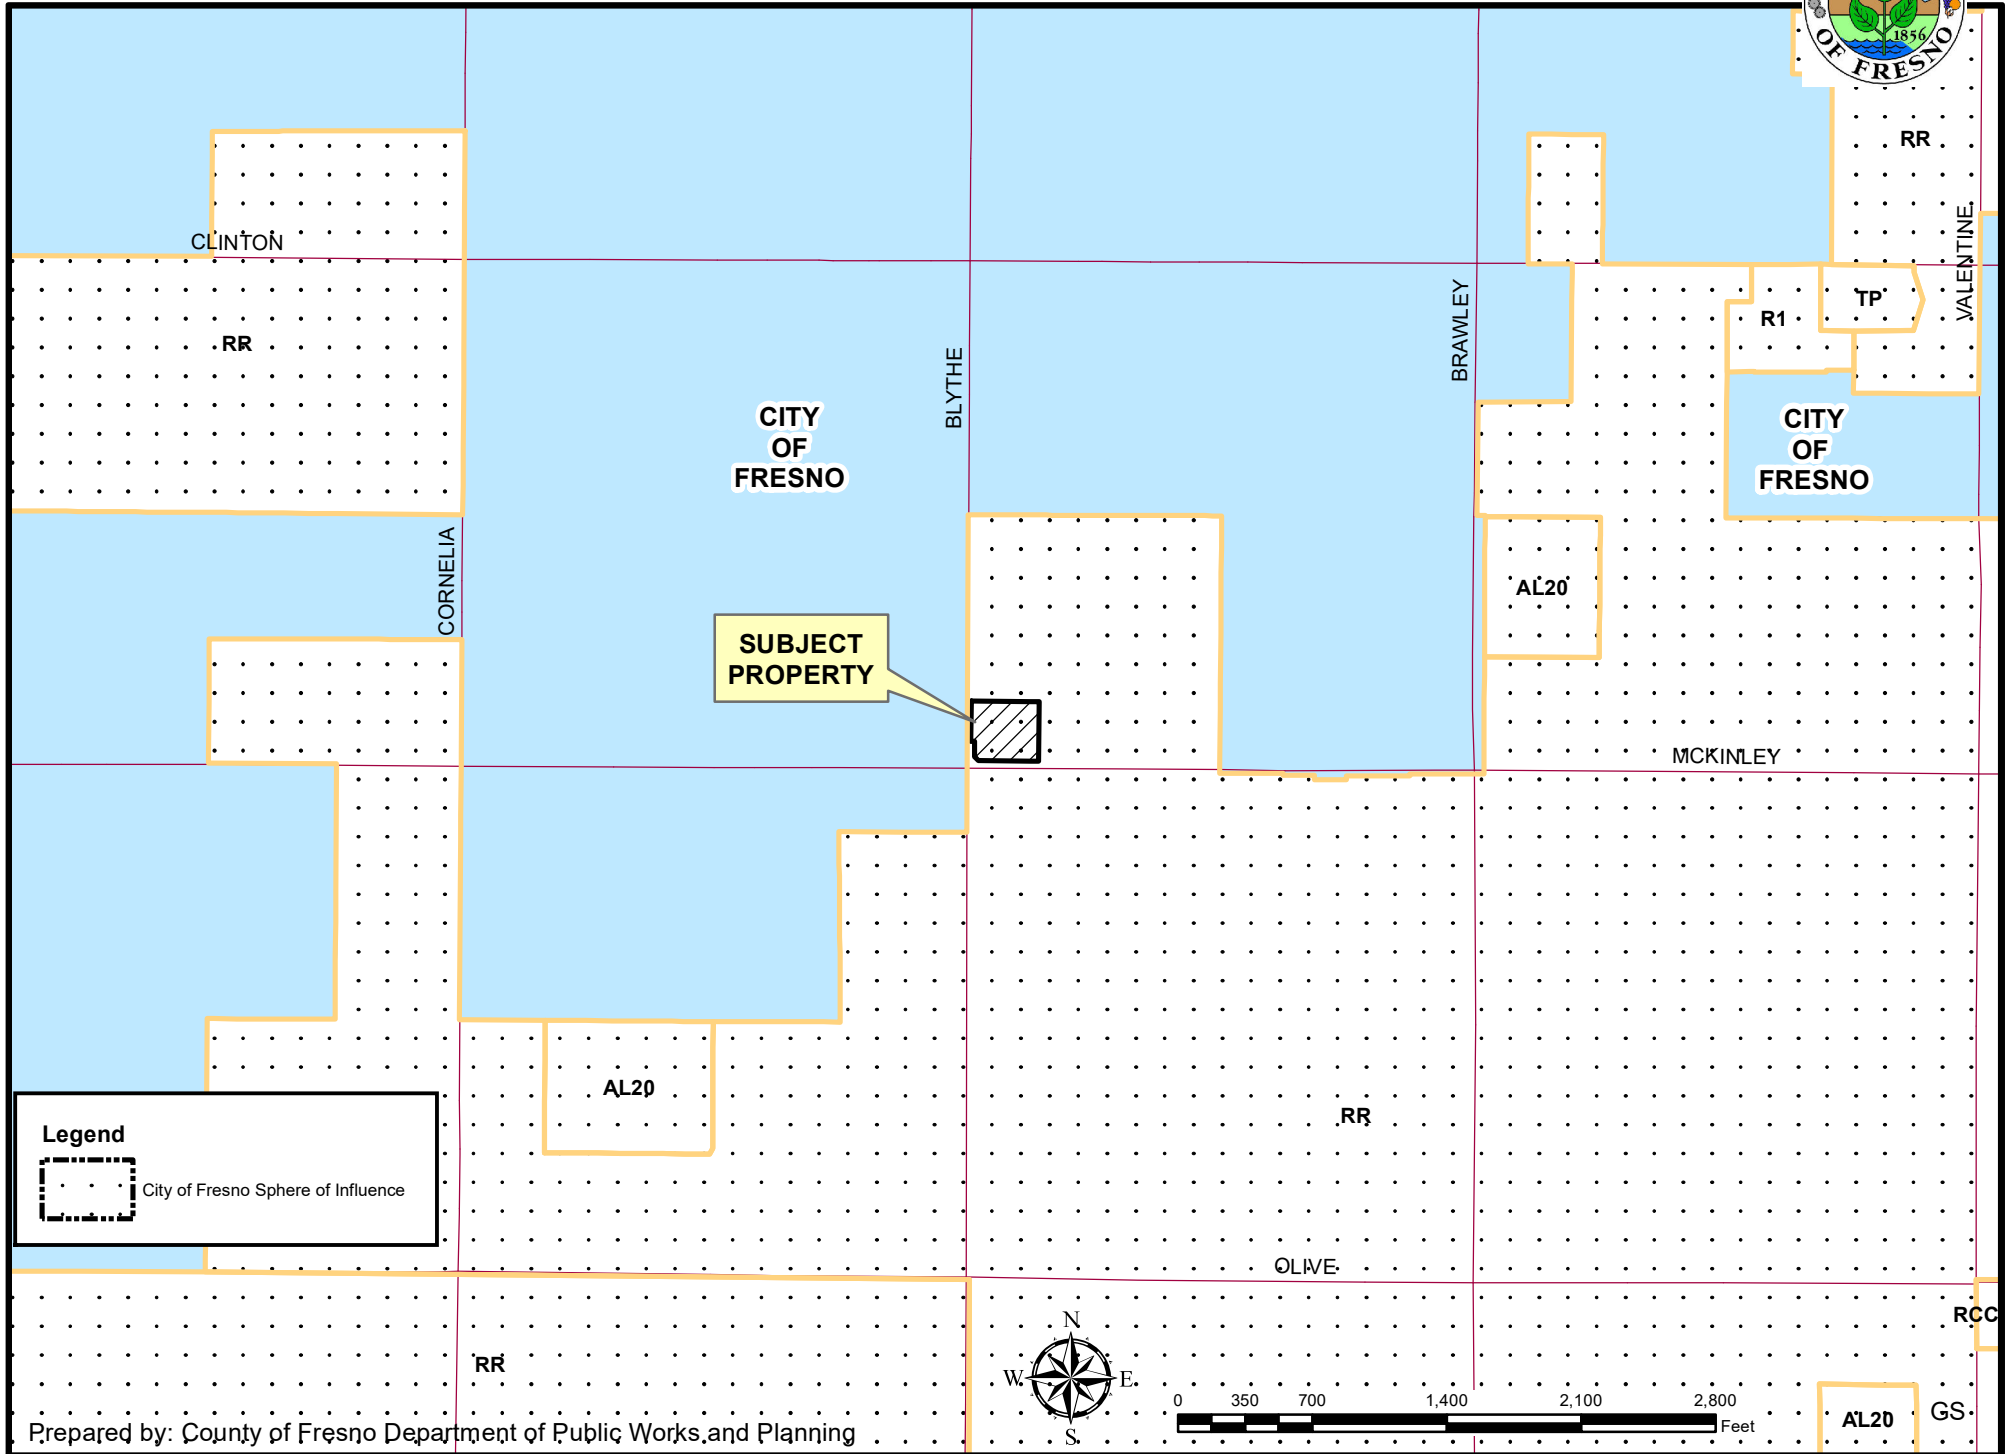 1856
OF FRESNO
RR
CLINTON
VALENTINE
TP
R1
RR
BRAWLEY
BLYTHE
CITY
OF
FRESNO
CITY
OF
FRESNO
CORNELIA
AL20
SUBJECT
PROPERTY
MCKINLEY
AL20
RR
Legend
City of Fresno Sphere of Influence
OLIVE
RCC
RR
N
W
E
S
0 350 700 1,400 2,100 2,800
Feet
AL20
GS
Prepared by: County of Fresno Department of Public Works and Planning